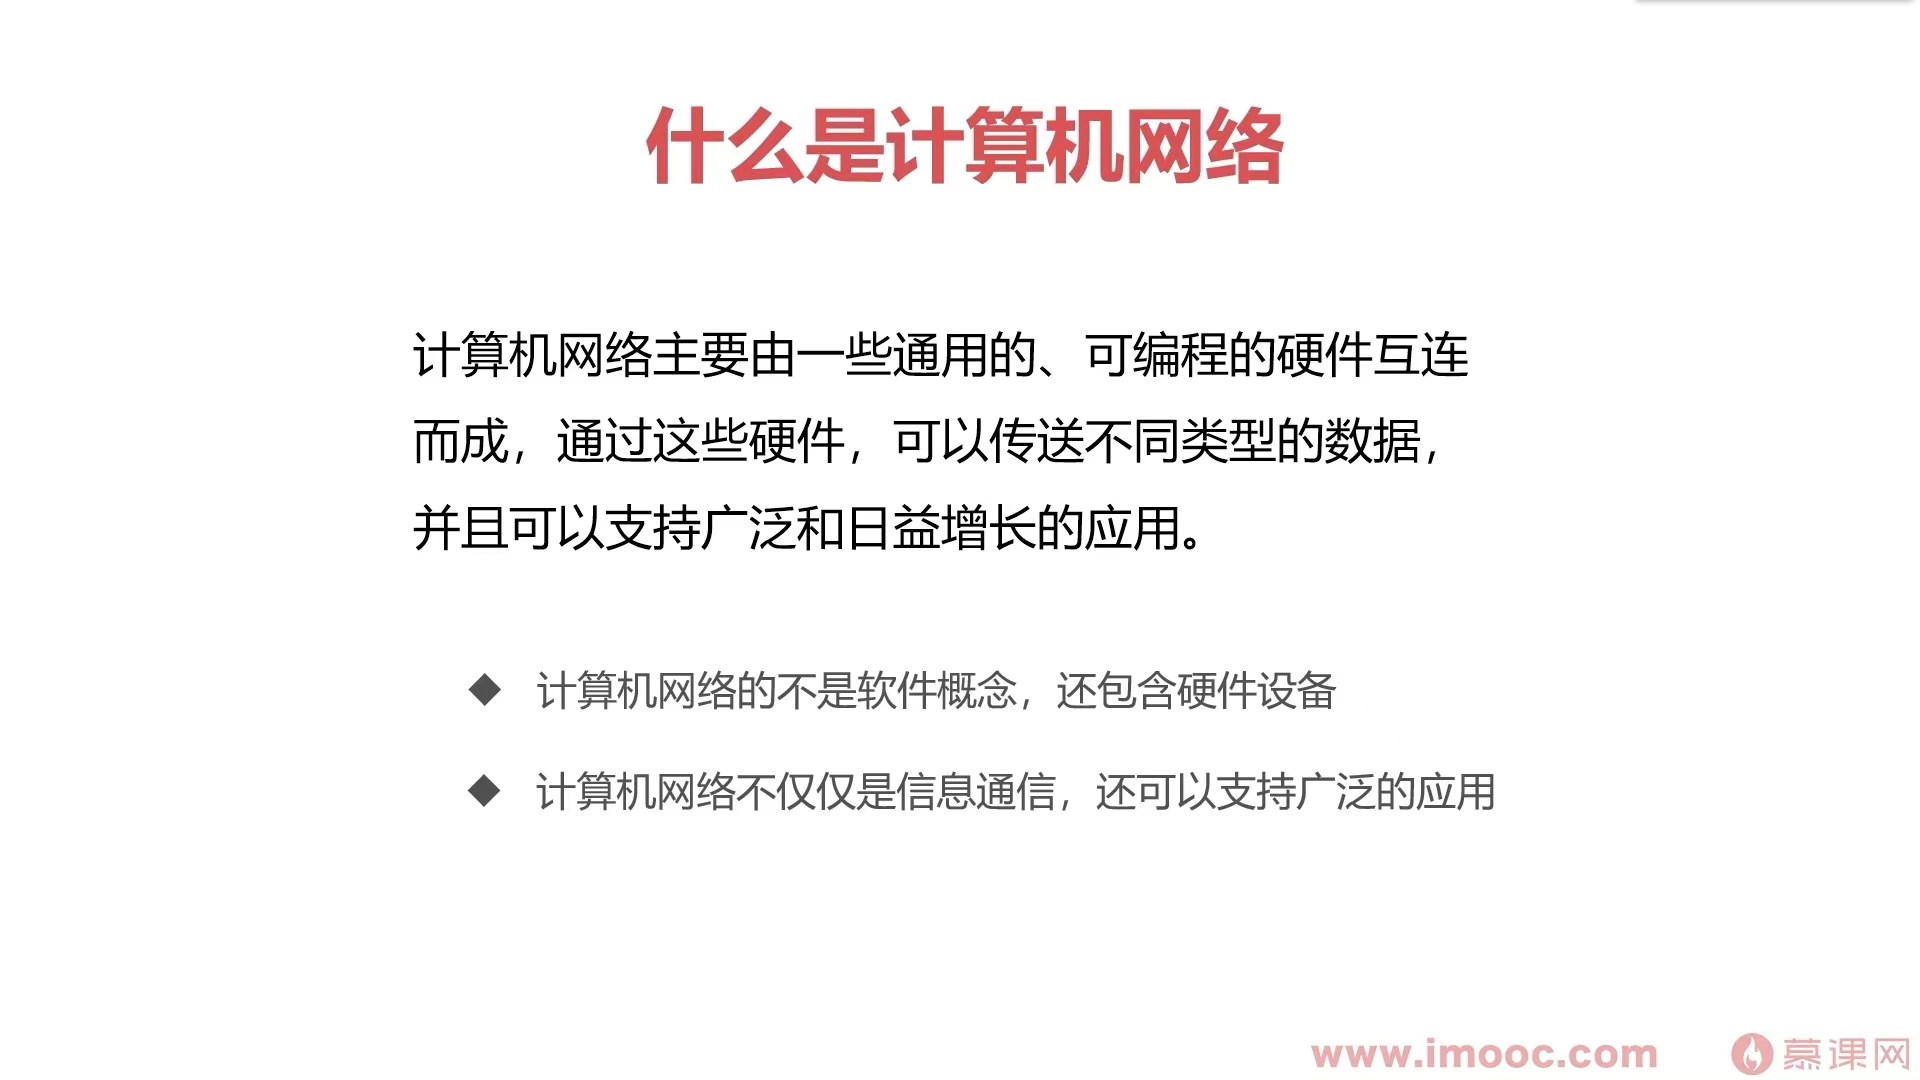 什么是计算机网络
计算机网络主要由一些通用的、可编程的硬件互连
而成，通过这些硬件，可以传送不同类型的数据，
并且可以支持广泛和日益增长的应用。
◆ 计算机网络的不是软件概念，还包含硬件设备
◆ 计算机网络不仅仅是信息通信，还可以支持广泛的应用
www.imooc.com 慕课网